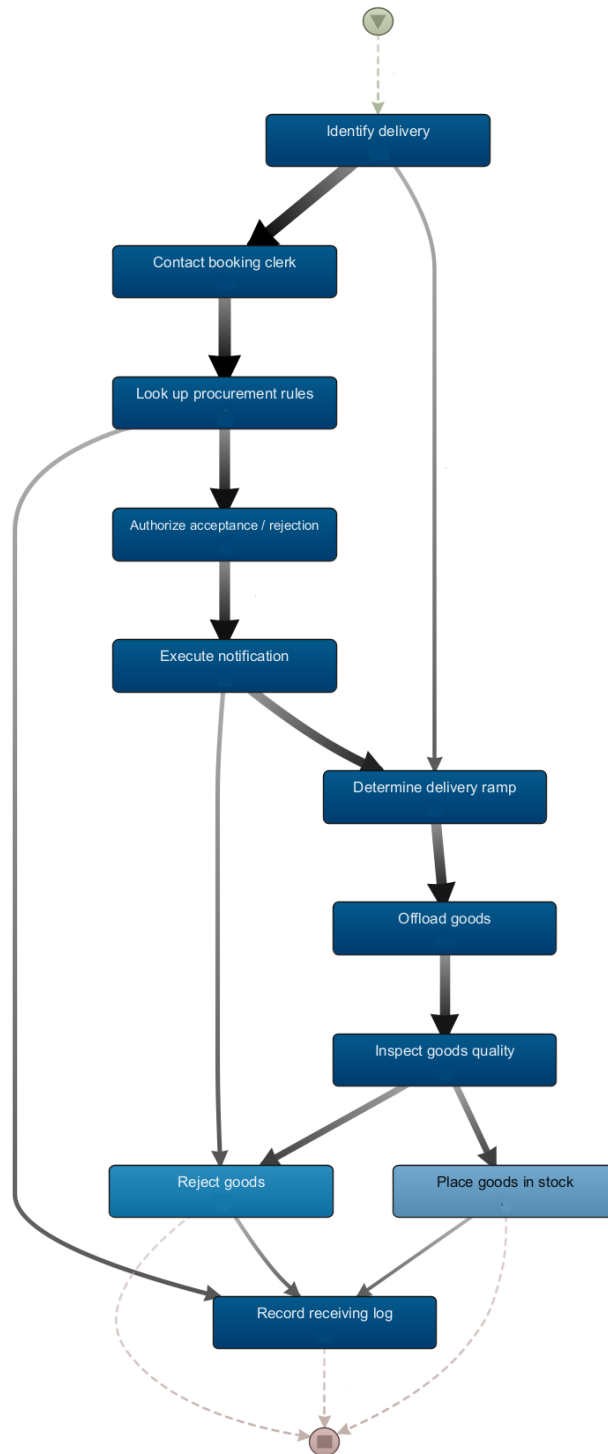 Identify delivery
Contact booking clerk
Look up procurement rules
Authorize acceptance / rejection
Execute notification
Determine delivery ramp
Offload goods
Inspect goods quality
Reject goods
Place goods in stock
Record receiving log